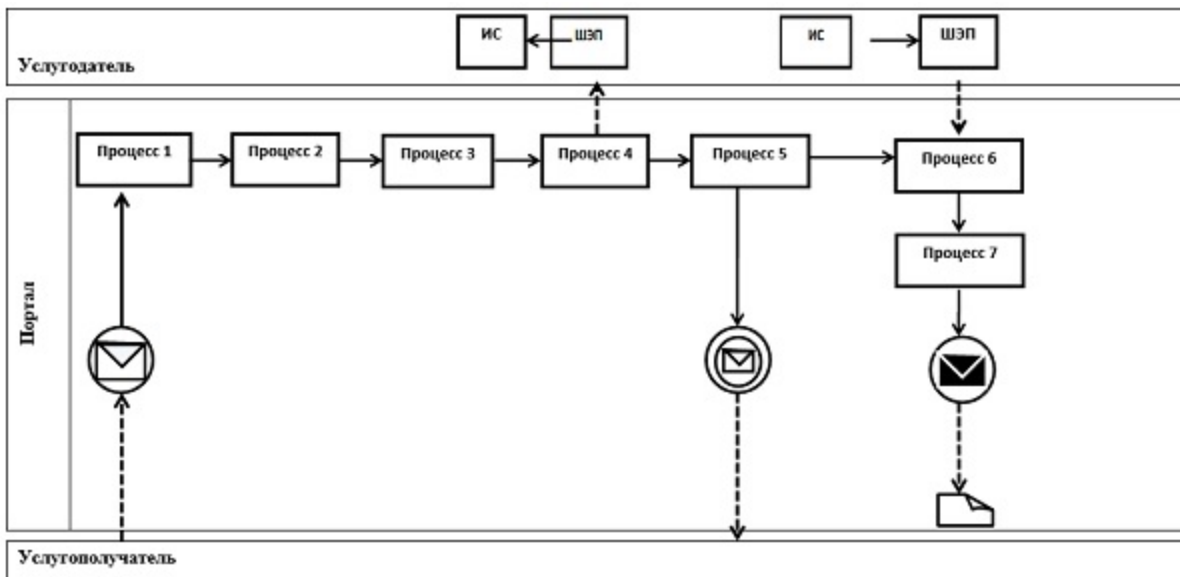 ИС
ШЭП
ИС
ШЭП
Услугодатель
Процесс 1
Процесс 2
Процесс 3
Процесс 4
Процесс 5
Процесс 6
Процесс 7
Портал
Услугополучатель